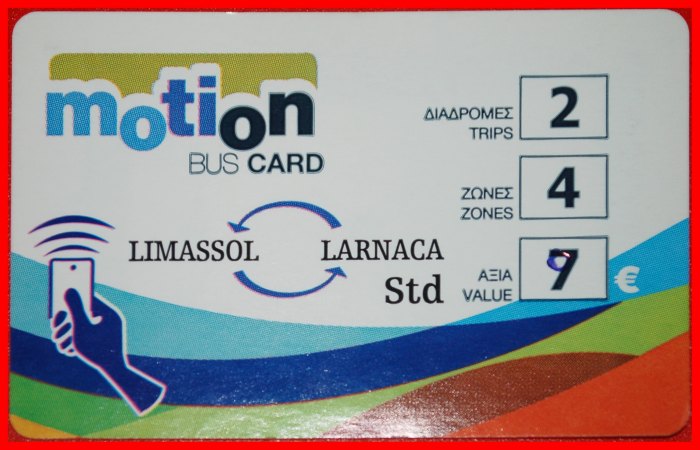 motion
BUS CARD
ΔΙΑΔΡΟΜΕΣ
TRIPS
2
ΖΩΝΕΣ
ZONES
4
LIMASSOL LARNACA
Std
ΑΞΙΑ
VALUE
7 €